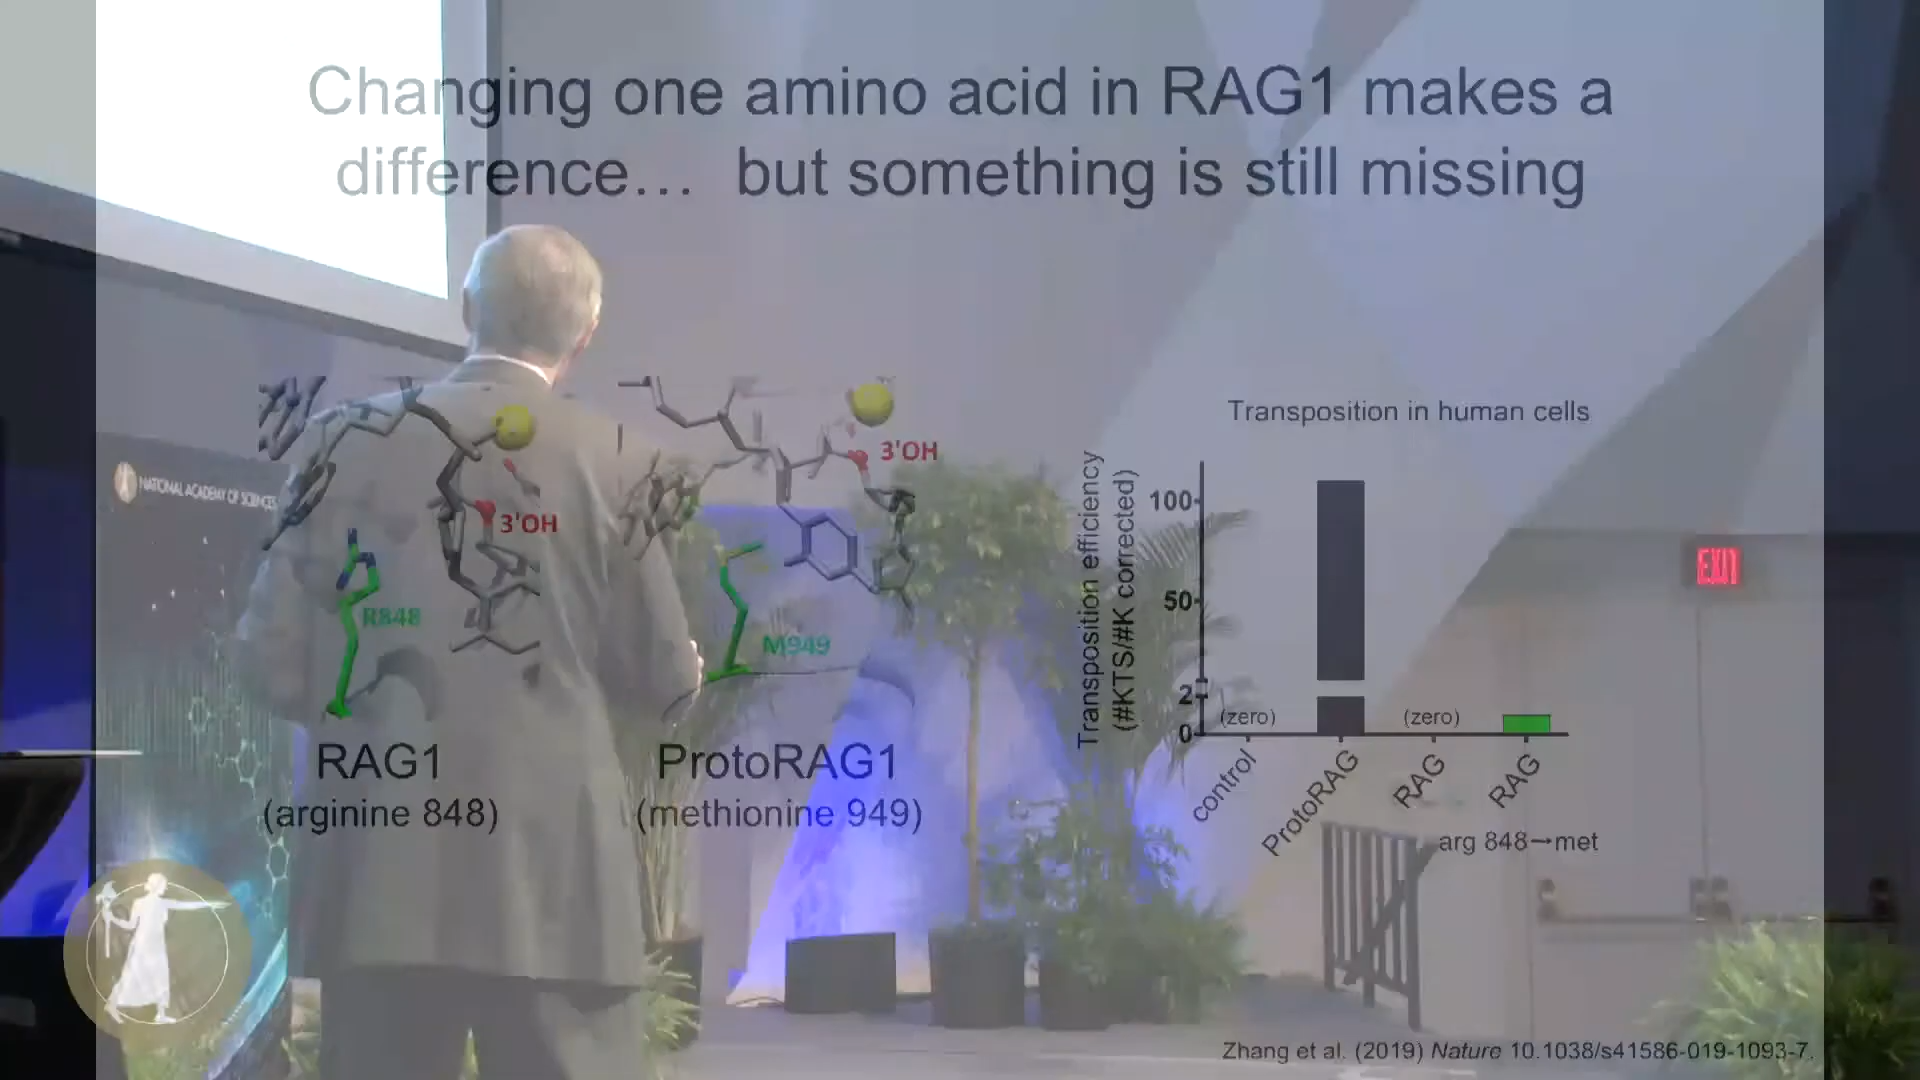 Changing one amino acid in RAG1 makes a
difference… but something is still missing
NATIONAL ACADEMY OF SCIENCES
3'OH
R848
RAG1
(arginine 848)
3'OH
M949
ProtoRAG1
(methionine 949)
Transposition in human cells
Transposition efficiency
(#KTS/#K corrected)
100
50
2
0
(zero)
(zero)
control
ProtoRAG
RAG
RAG
arg 848→met
EXIT
Zhang et al. (2019) Nature 10.1038/s41586-019-1093-7.